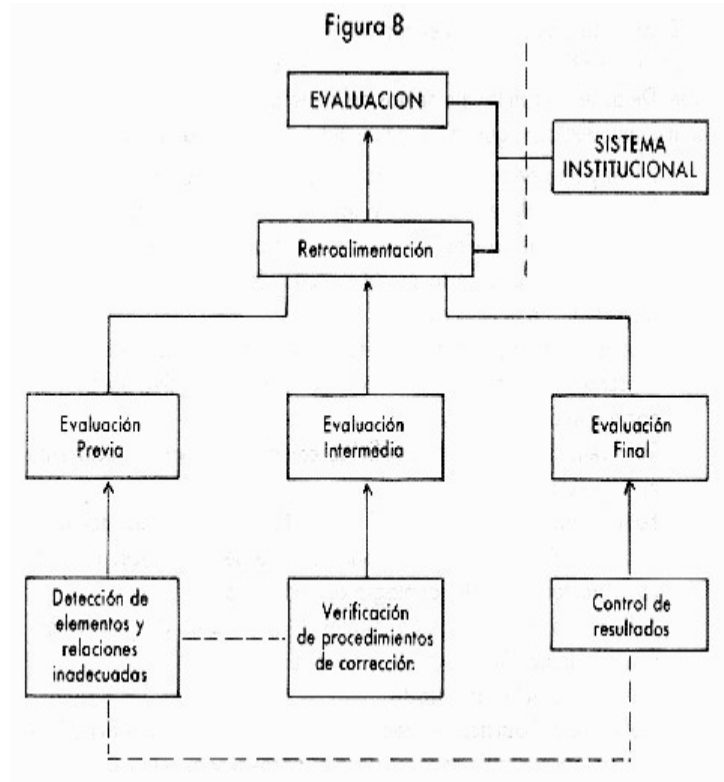 Figura 8
EVALUACION
SISTEMA
INSTITUCIONAL
Retroalimentación
Evaluación
Previa
Evaluación
Intermedia
Evaluación
Final
Detección de
elementos y
relaciones
inadecuadas
Verificación
de procedimientos
de corrección
Control de
resultados